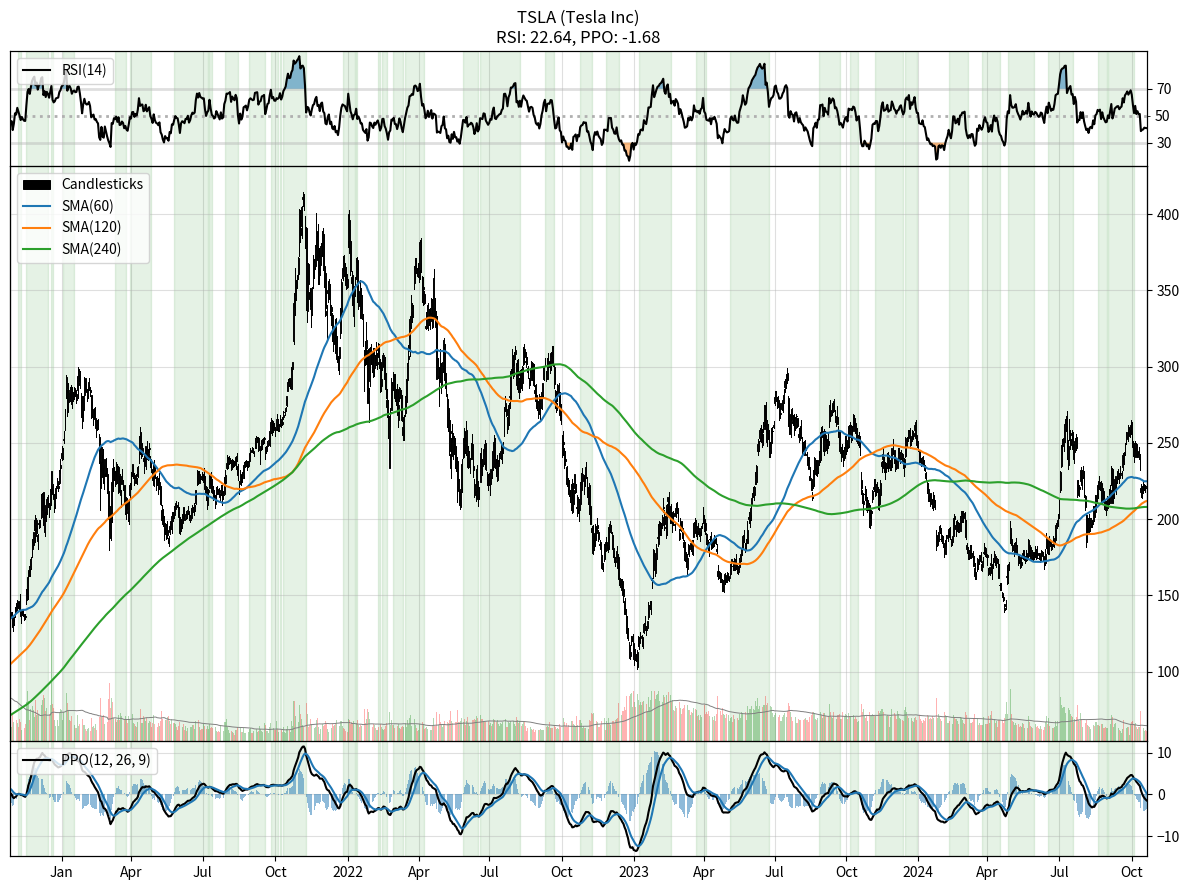 TSLA (Tesla Inc)
RSI: 22.64, PPO: -1.68
RSI(14)
70
50
30
Candlesticks
SMA(60)
SMA(120)
SMA(240)
400
350
300
250
200
150
100
PPO(12, 26, 9)
10
0
−10
Jan Apr Jul Oct 2022 Apr Jul Oct 2023 Apr Jul Oct 2024 Apr Jul Oct